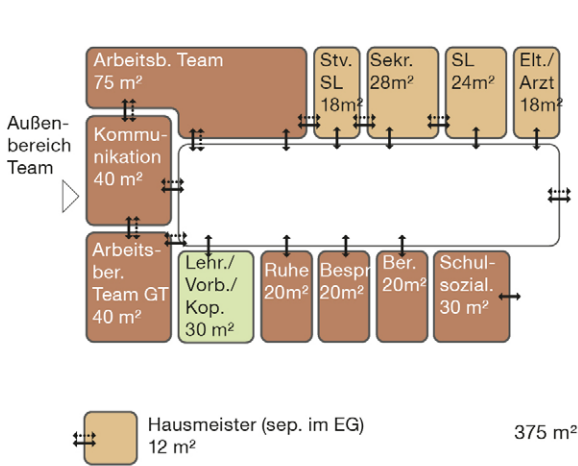 Arbeitsb. Team
75 m²
Stv.
SL
18m²
Sekr.
28m²
SL
24m²
Elt./
Arzt
18m²
Außen-
bereich
Team
Kommu-
nikation
40 m²
Arbeits-
ber.
Team GT
40 m²
Lehr./
Vorb./
Kop.
30 m²
Ruhe
20m²
Bespr
20m²
Ber.
20m²
Schul-
sozial.
30 m²
Hausmeister (sep. im EG)
12 m²
375 m²